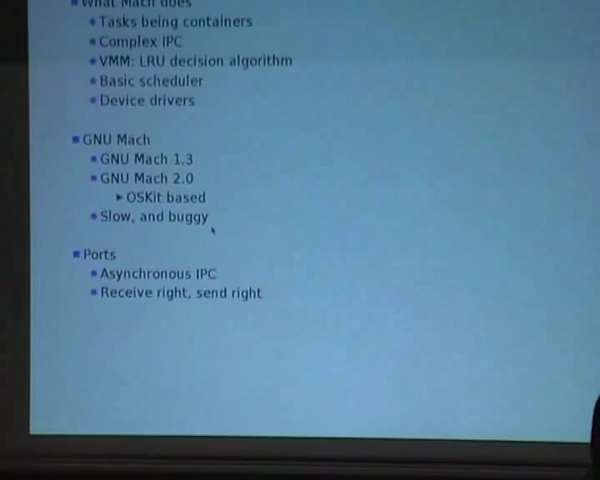 What Mach does
Tasks being containers
Complex IPC
VMM: LRU decision algorithm
Basic scheduler
Device drivers
GNU Mach
GNU Mach 1.3
GNU Mach 2.0
OSKit based
Slow, and buggy
Ports
Asynchronous IPC
Receive right, send right